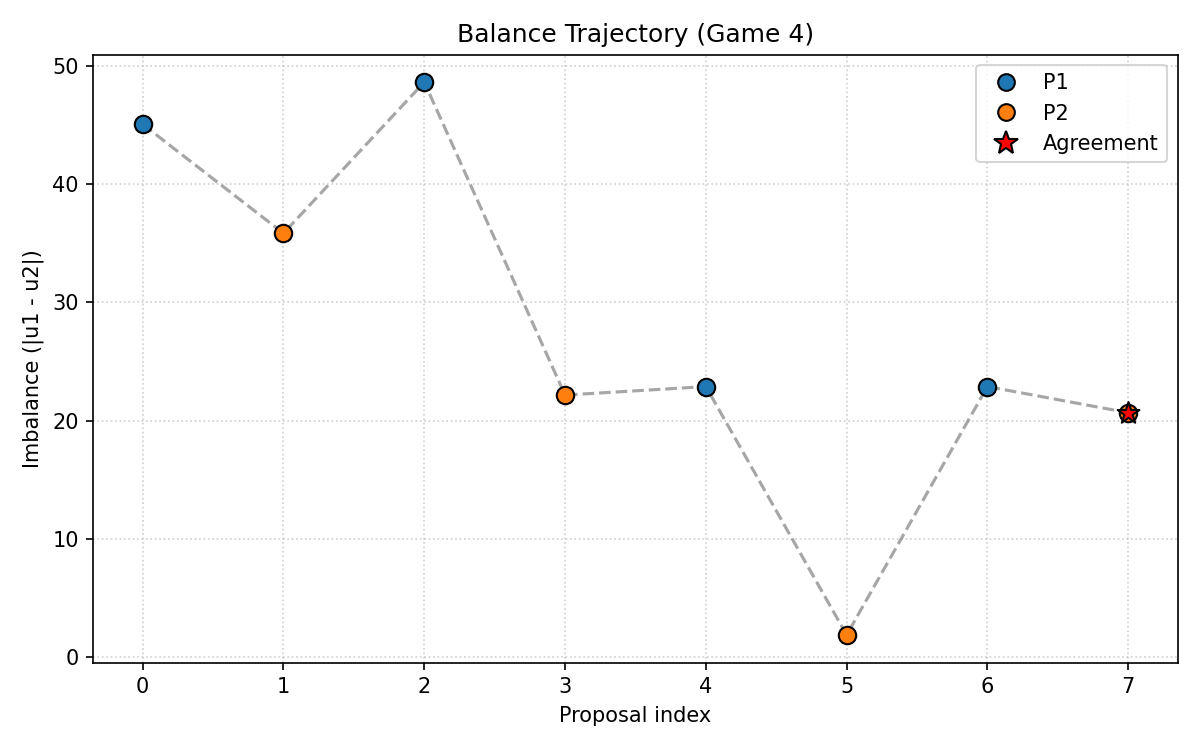 Balance Trajectory (Game 4)
P1
P2
Agreement
Imbalance (|u1 - u2|)
50
40
30
20
10
0
0 1 2 3 4 5 6 7
Proposal index